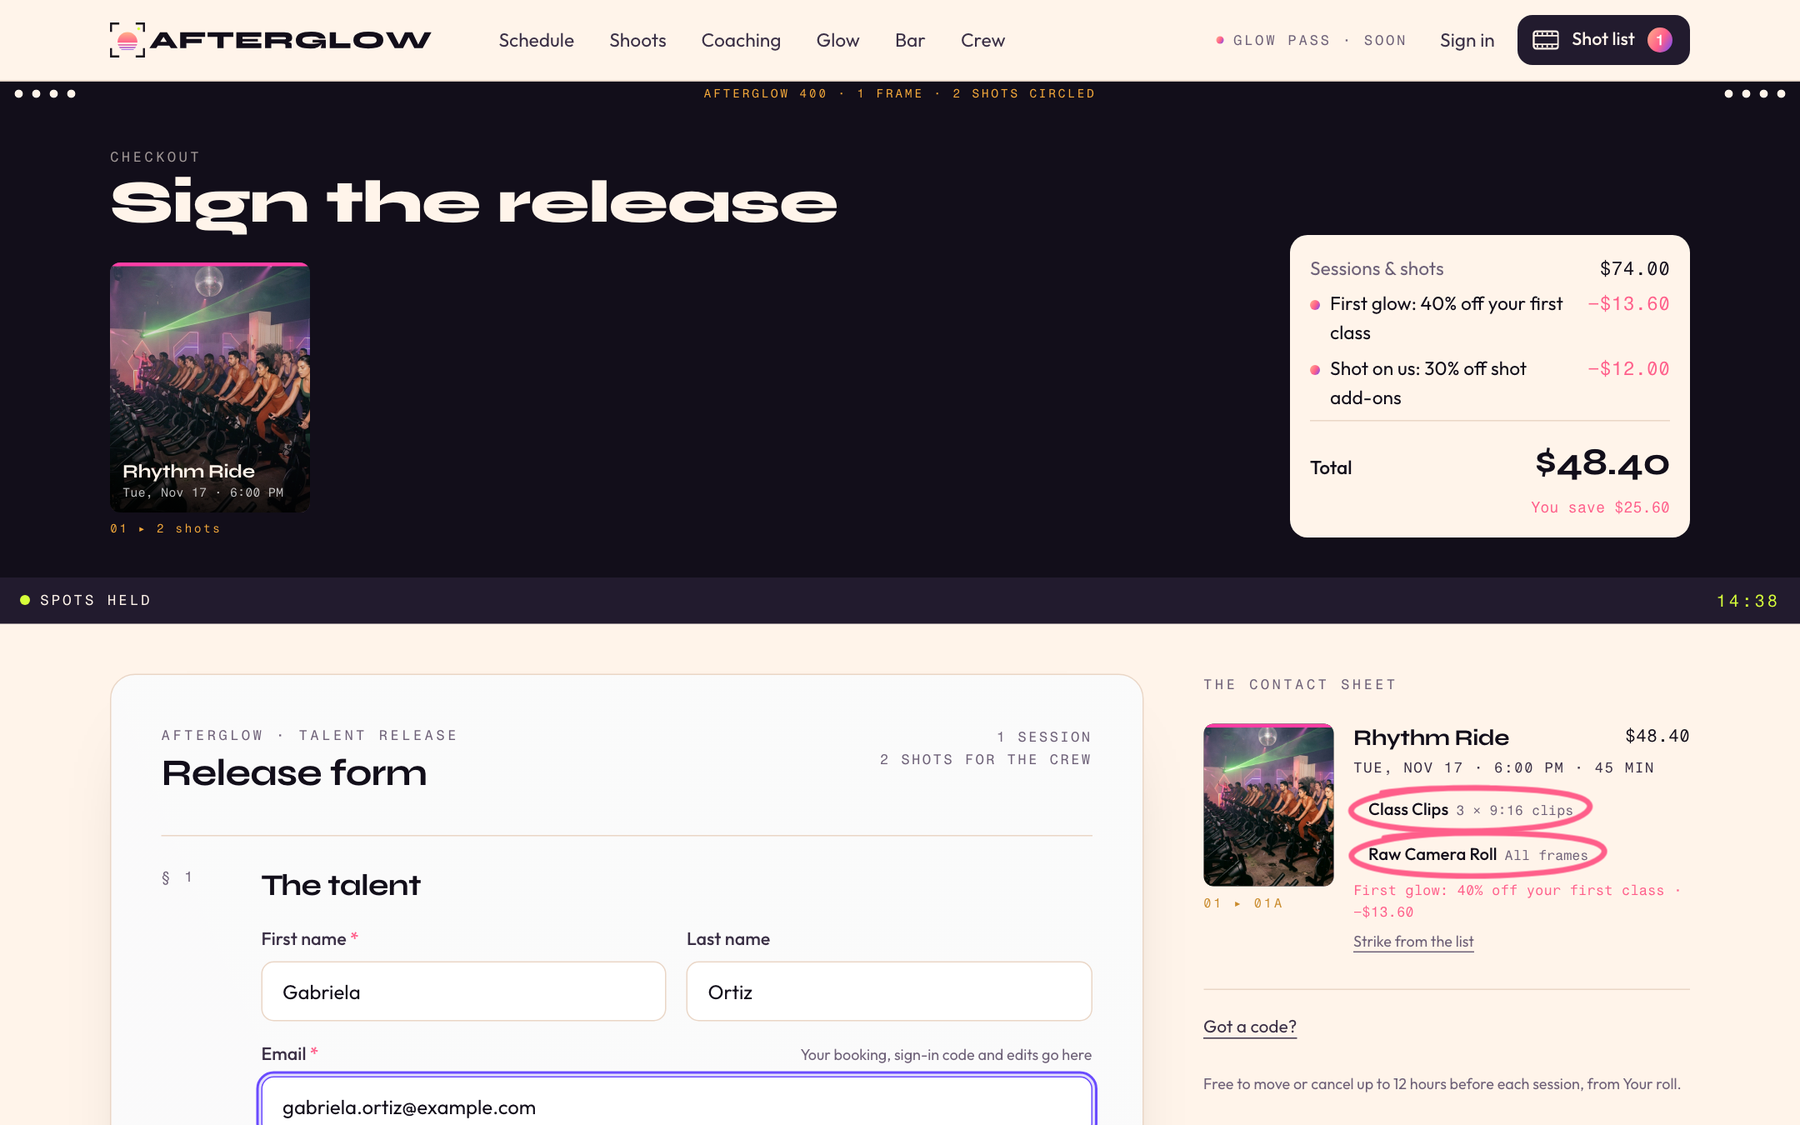 AFTERGLOW
Schedule Shoots Coaching Glow Bar Crew
GLOW PASS · SOON
Sign in
Shot list 1
AFTERGLOW 400 · 1 FRAME · 2 SHOTS CIRCLED
CHECKOUT
Sign the release
Rhythm Ride
Tue, Nov 17 · 6:00 PM
01 ▸ 2 shots
Sessions & shots $74.00
First glow: 40% off your first −$13.60
class
Shot on us: 30% off shot −$12.00
add-ons
Total $48.40
You save $25.60
SPOTS HELD 14:38
AFTERGLOW · TALENT RELEASE
Release form
1 SESSION
2 SHOTS FOR THE CREW
§ 1
The talent
First name * Last name
Gabriela Ortiz
Email * Your booking, sign-in code and edits go here
gabriela.ortiz@example.com
THE CONTACT SHEET
Rhythm Ride $48.40
TUE, NOV 17 · 6:00 PM · 45 MIN
Class Clips 3 × 9:16 clips
Raw Camera Roll All frames
First glow: 40% off your first class ·
−$13.60
01 ▸ 01A
Strike from the list
Got a code?
Free to move or cancel up to 12 hours before each session, from Your roll.